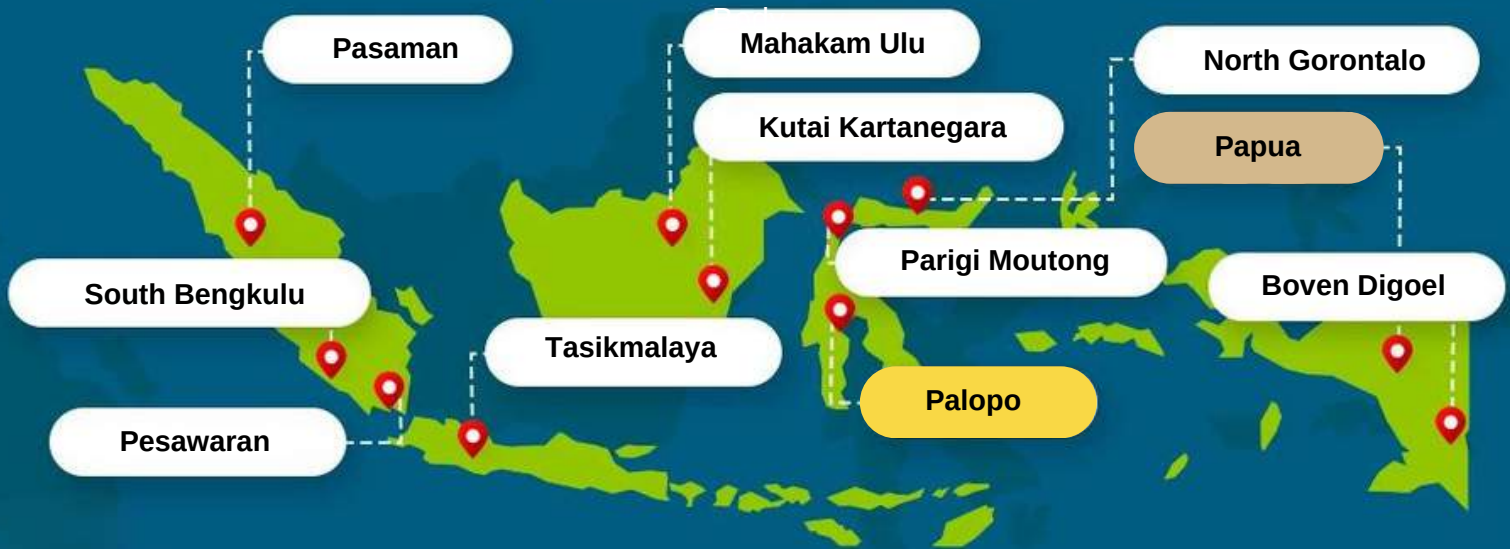 Pasaman
Mahakam Ulu
North Gorontalo
Kutai Kartanegara
Papua
Parigi Moutong
Boven Digoel
South Bengkulu
Tasikmalaya
Palopo
Pesawaran